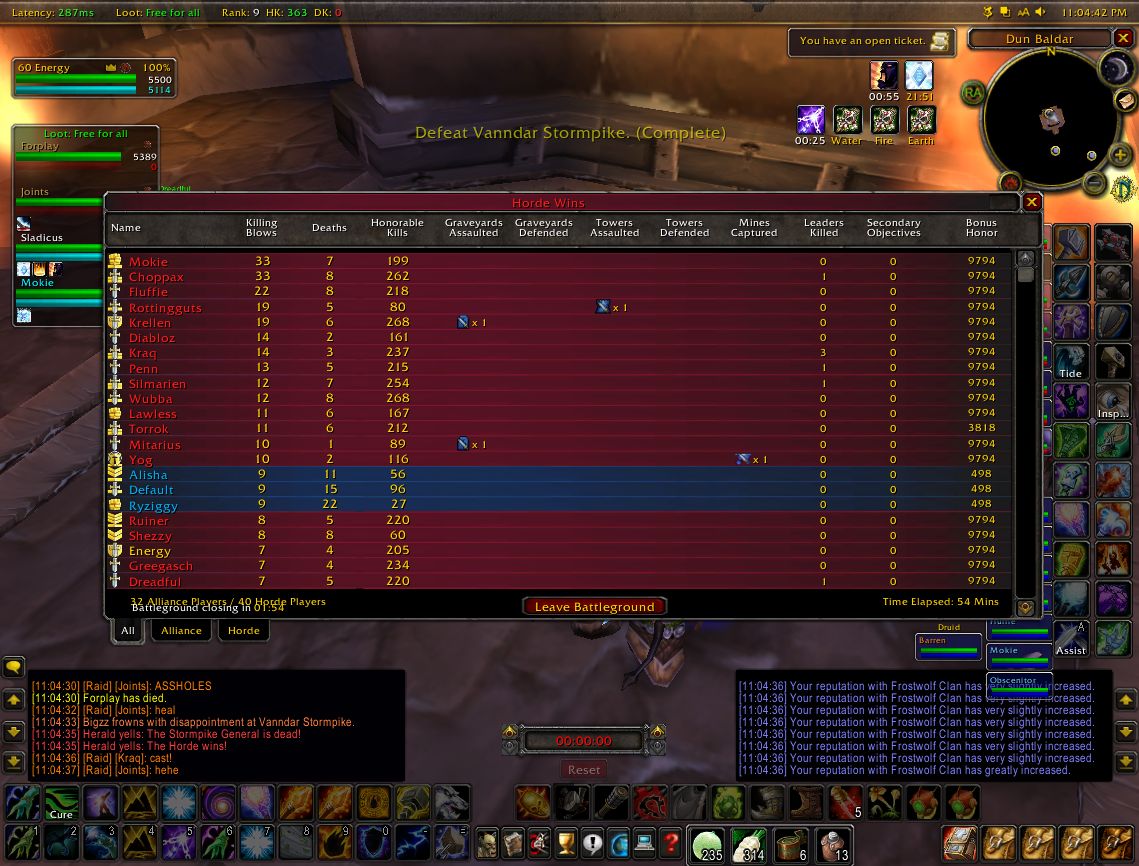 Latency: 287ms Loot: Free for all Rank: 9 HK: 363 DK: 0 11:04:42 PM
You have an open ticket.
Dun Baldar
N
60 Energy 100%
5500
5114
00:55 21:51
RA
00:25 Water Fire Earth
Defeat Vanndar Stormpike. (Complete)
Loot: Free for all
Forplay
5389
0
Joints
Dreadful
Sladicus
Mokie
Horde Wins
Name Killing Blows Deaths Honorable Kills Graveyards Assaulted Graveyards Defended Towers Assaulted Towers Defended Mines Captured Leaders Killed Secondary Objectives Bonus Honor
Mokie 33 7 199 0 0 9794
Choppax 33 8 262 1 0 9794
Fluffie 22 8 218 0 0 9794
Rottingguts 19 5 80 x 1 0 0 9794
Krellen 19 6 268 x 1 0 0 9794
Diabloz 14 2 161 0 0 9794
Kraq 14 3 237 3 0 9794
Penn 13 5 215 1 0 9794
Silmarien 12 7 254 1 0 9794
Wubba 12 8 268 0 0 9794
Lawless 11 6 167 0 0 9794
Torrok 11 6 212 0 0 3818
Mitarius 10 1 89 x 1 0 0 9794
Yog 10 2 116 x 1 0 0 9794
Alisha 9 11 56 0 0 498
Default 9 15 96 0 0 498
Ryziggy 9 22 27 0 0 498
Ruiner 8 5 220 0 0 9794
Shezzy 8 8 60 0 0 9794
Energy 7 4 205 0 0 9794
Greegasch 7 4 234 0 0 9794
Dreadful 7 5 220 1 0 9794
32 Alliance Players / 40 Horde Players
Battleground closing in 01:54
Leave Battleground
Time Elapsed: 54 Mins
All Alliance Horde
Tide
Insp...
Assist
A
Druid
Barren
Mokie
Obscenitor
[11:04:30] [Raid] [Joints]: ASSHOLES
[11:04:30] Forplay has died.
[11:04:32] [Raid] [Joints]: heal
[11:04:33] Bigzz frowns with disappointment at Vanndar Stormpike.
[11:04:35] Herald yells: The Stormpike General is dead!
[11:04:35] Herald yells: The Horde wins!
[11:04:36] [Raid] [Kraq]: cast!
[11:04:37] [Raid] [Joints]: hehe
00:00:00
Reset
[11:04:36] Your reputation with Frostwolf Clan has very slightly increased.
[11:04:36] Your reputation with Frostwolf Clan has very slightly increased.
[11:04:36] Your reputation with Frostwolf Clan has very slightly increased.
[11:04:36] Your reputation with Frostwolf Clan has very slightly increased.
[11:04:36] Your reputation with Frostwolf Clan has very slightly increased.
[11:04:36] Your reputation with Frostwolf Clan has very slightly increased.
[11:04:36] Your reputation with Frostwolf Clan has very slightly increased.
[11:04:36] Your reputation with Frostwolf Clan has greatly increased.
Cure
5
1 2 3 4 5 6 7 8 9 0 - =
235 314 6 13